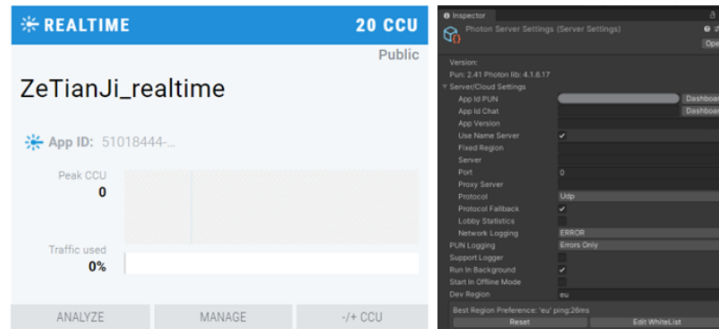 REALTIME
20 CCU
Public
ZeTianJi_realtime
App ID: 51018444-...
Peak CCU
0
Traffic used
0%
ANALYZE
MANAGE
-/+ CCU
Inspector
Photon Server Settings (Server Settings)
Ope
Version:
Pun: 2.41 Photon lib: 4.1.6.17
Server/Cloud Settings
App Id PUN
Dashboar
App Id Chat
Dashboar
App Version
Use Name Server
Fixed Region
Server
Port
0
Proxy Server
Protocol
Udp
Protocol Fallback
Lobby Statistics
Network Logging
ERROR
PUN Logging
Errors Only
Support Logger
Run In Background
Start In Offline Mode
Dev Region
eu
Best Region Preference: 'eu' ping:26ms
Reset
Edit WhiteList